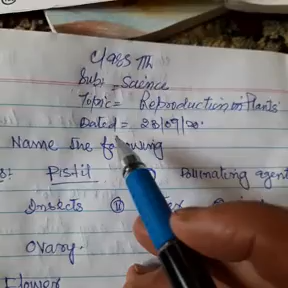 Class 7th
Sub:- Science
Topic= Reproduction in Plants
Dated= 28/07/20.
Name the following
Pistil Pollinating agent
Insects
Ovary.
Flower